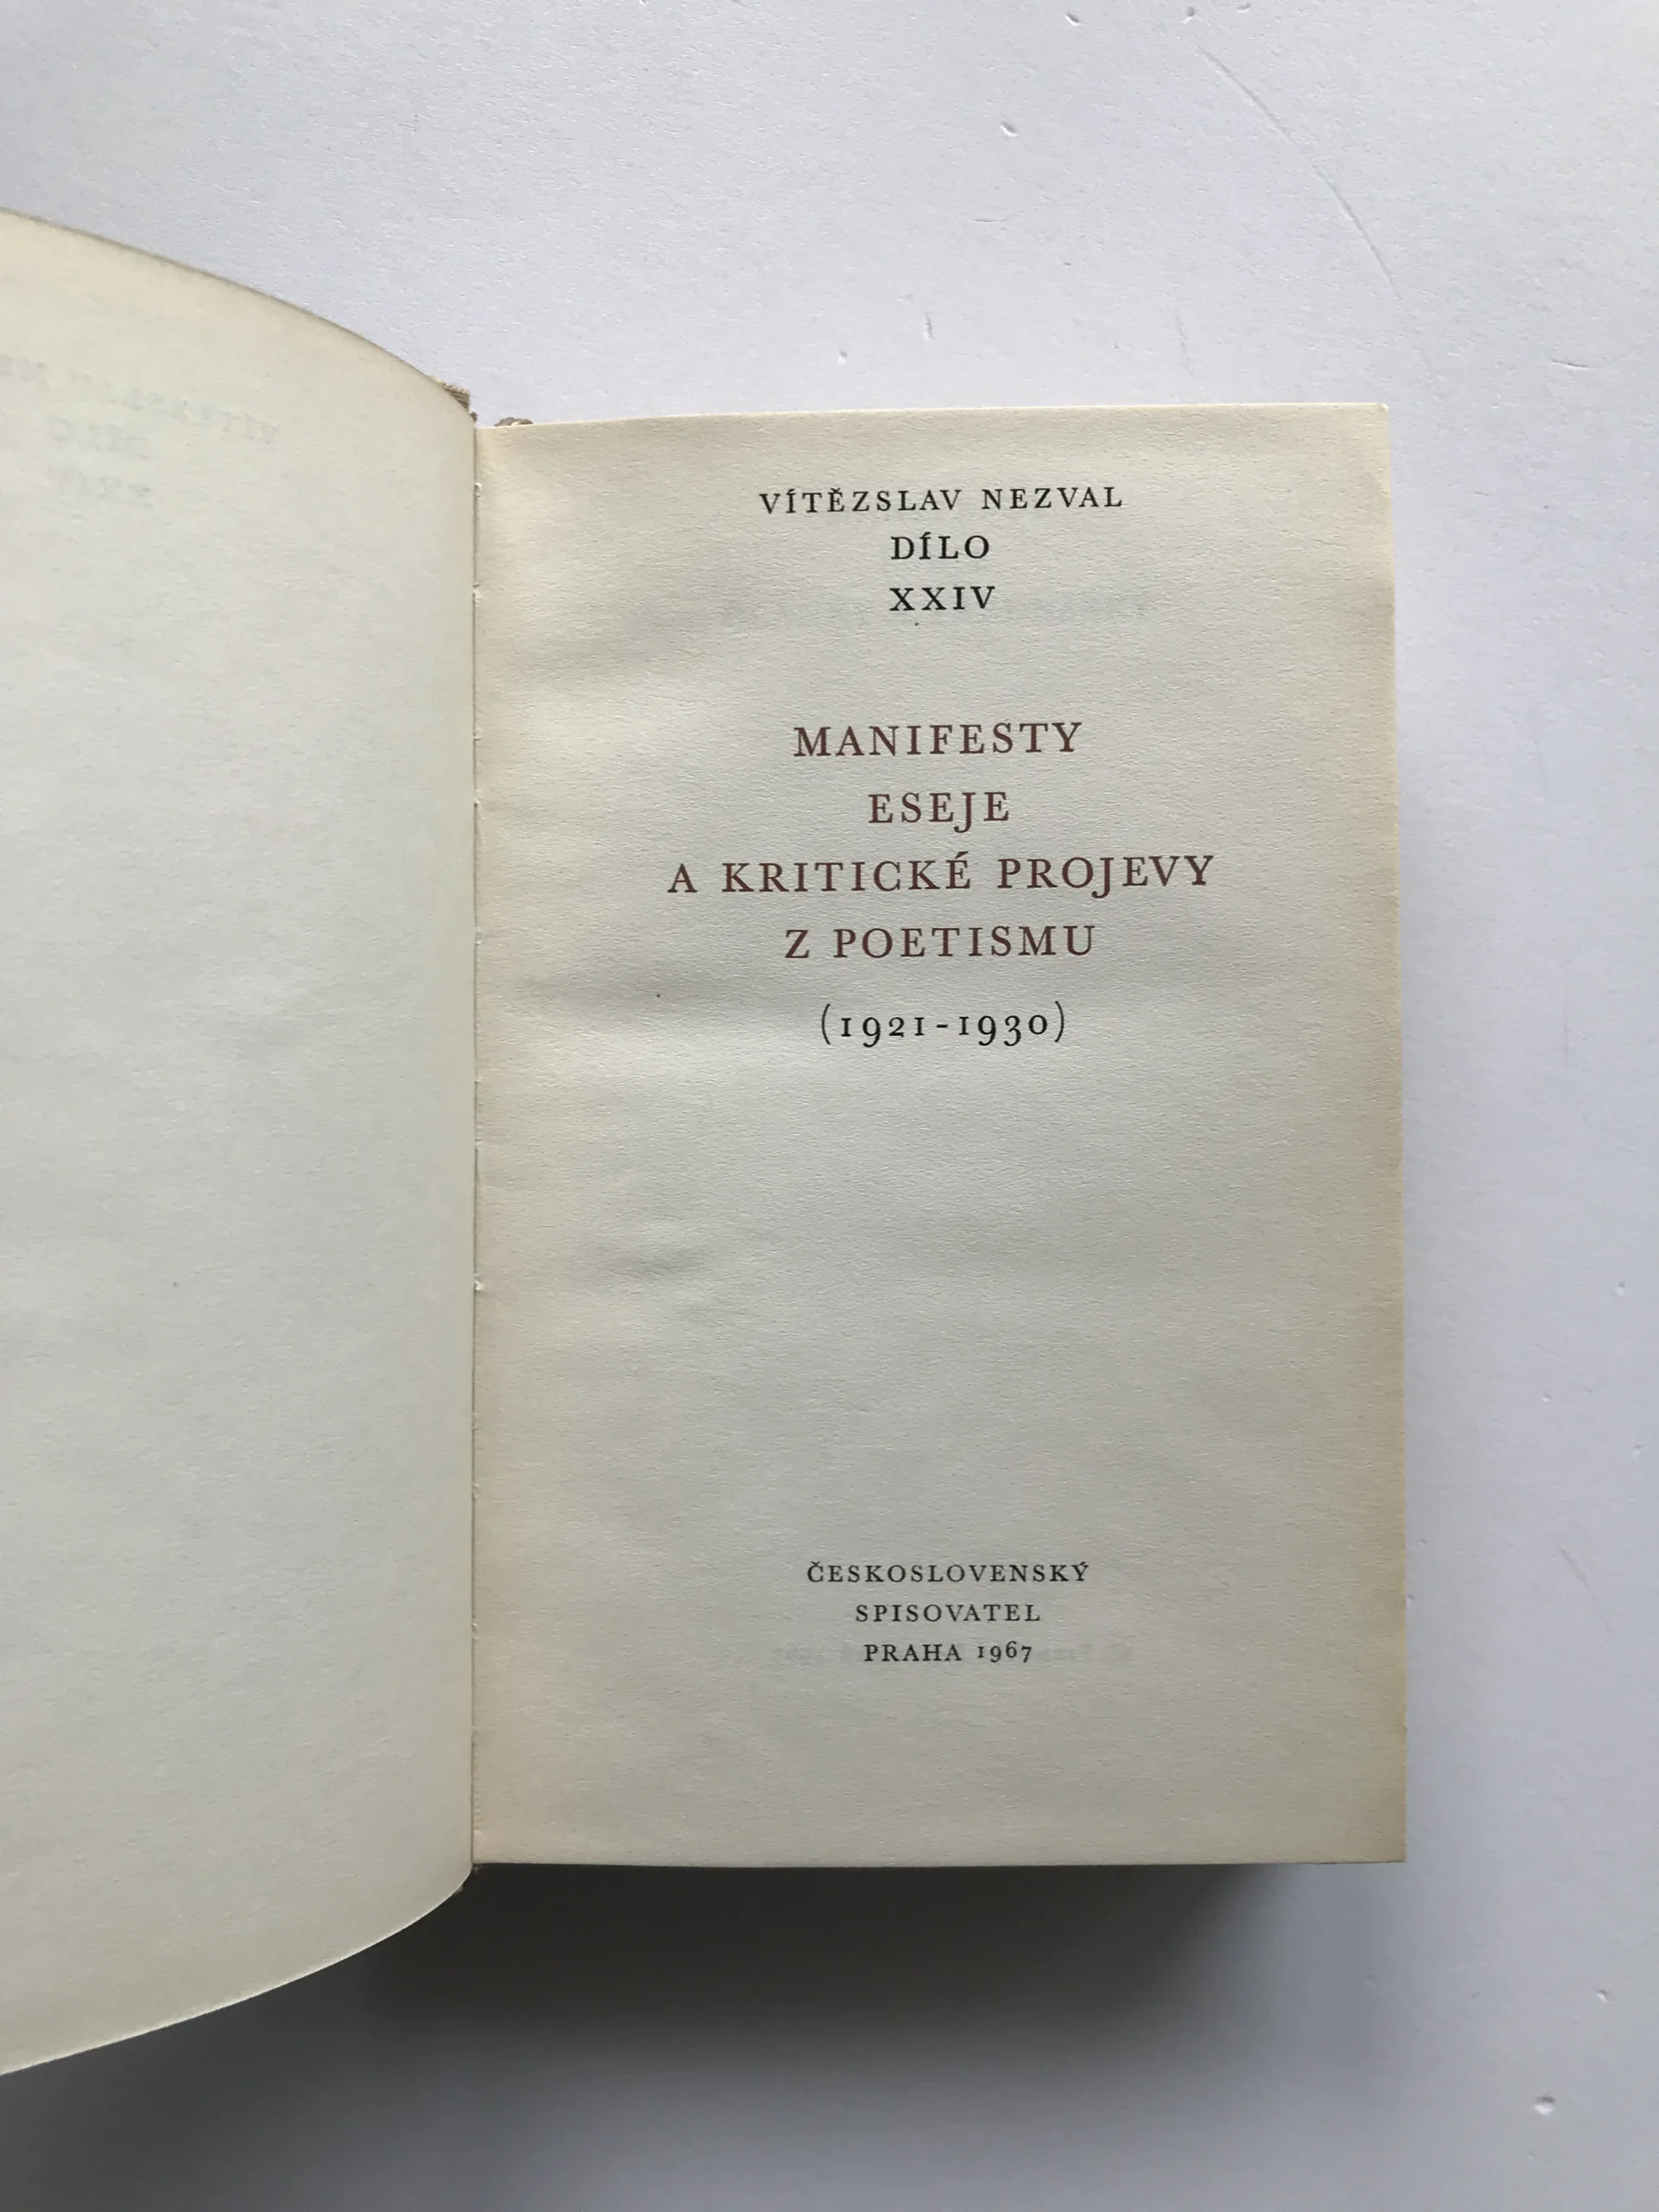 VÍTĚZSLAV NEZVAL
DÍLO
XXIV
MANIFESTY
ESEJE
A KRITICKÉ PROJEVY
Z POETISMU
(1921-1930)
ČESKOSLOVENSKÝ
SPISOVATEL
PRAHA 1967